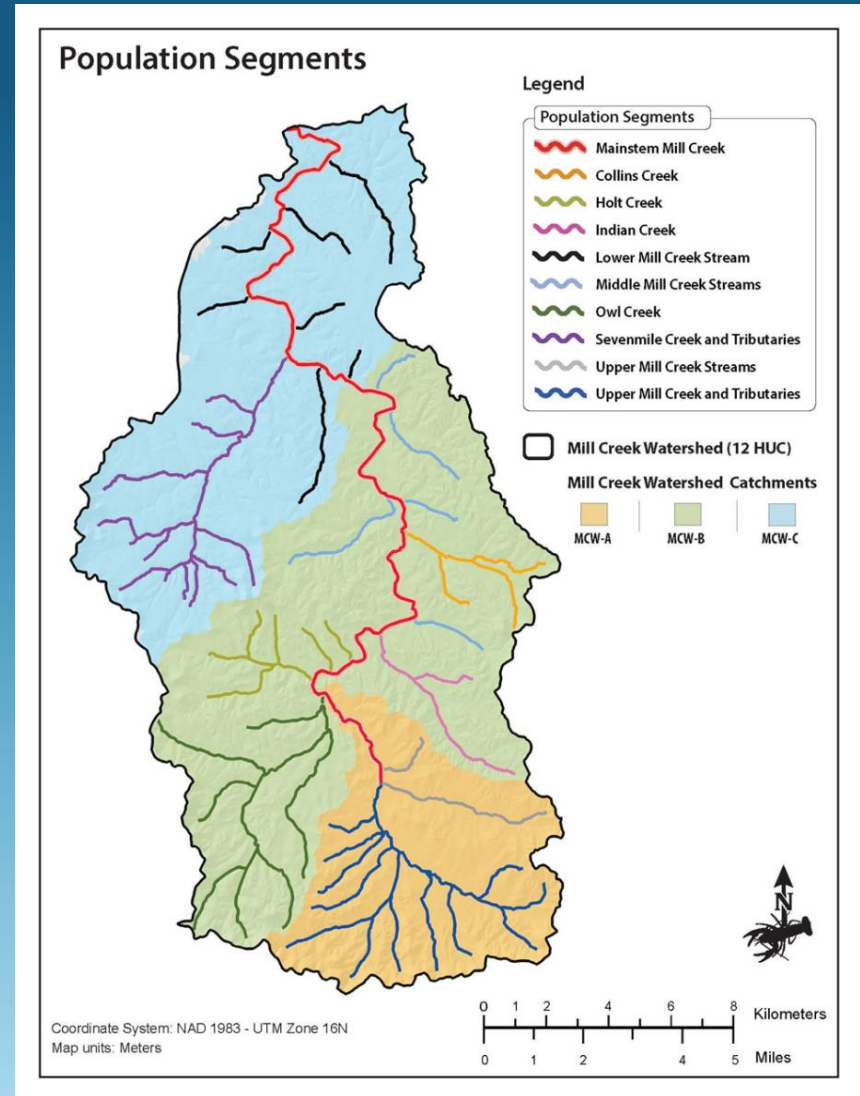 Population Segments
Legend
Population Segments
Mainstem Mill Creek
Collins Creek
Holt Creek
Indian Creek
Lower Mill Creek Stream
Middle Mill Creek Streams
Owl Creek
Sevenmile Creek and Tributaries
Upper Mill Creek Streams
Upper Mill Creek and Tributaries
Mill Creek Watershed (12 HUC)
Mill Creek Watershed Catchments
MCW-A MCW-B MCW-C
N
0 1 2 4 6 8 Kilometers
0 1 2 4 5 Miles
Coordinate System: NAD 1983 - UTM Zone 16N
Map units: Meters